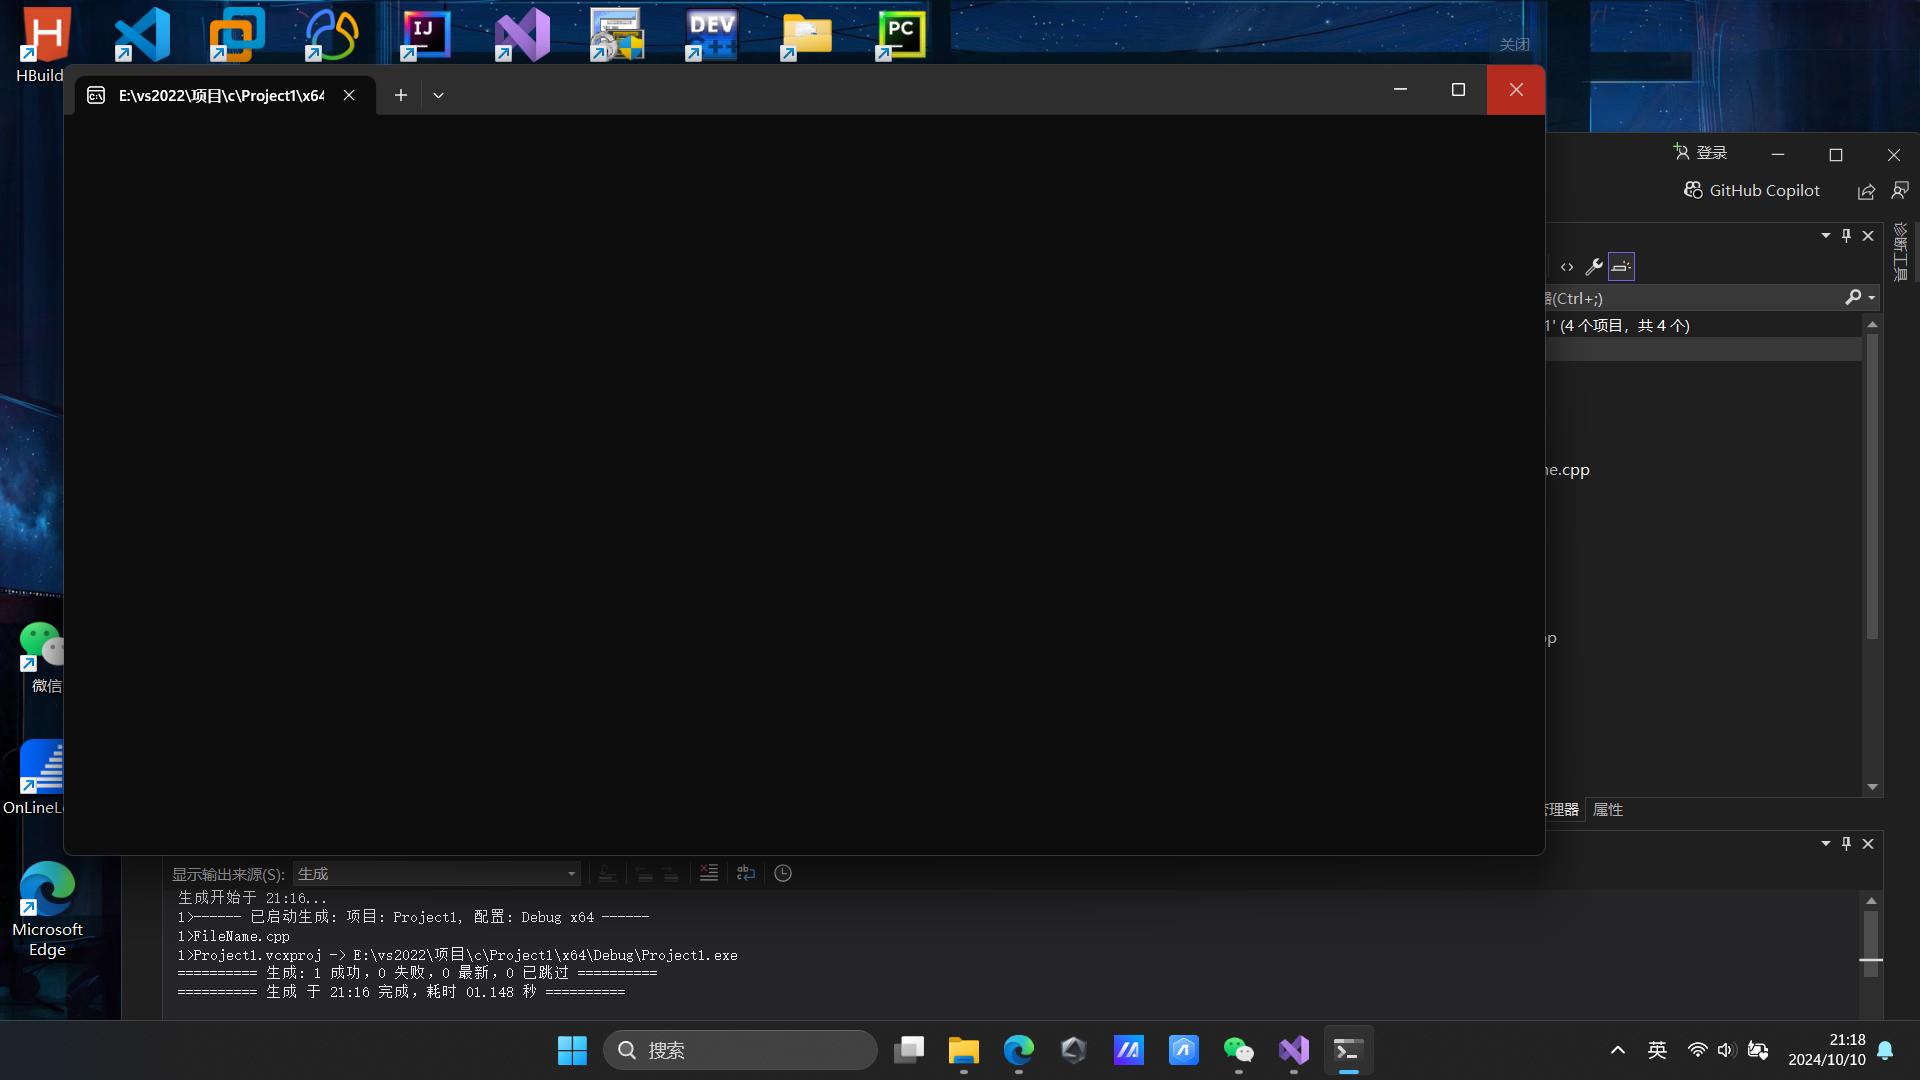 关闭
HBuild
IJ
DEV
C++
PC
E:\vs2022\项目\c\Project1\x64
登录
GitHub Copilot
诊断工具
器(Ctrl+;)
1' (4 个项目，共 4 个)
ne.cpp
pp
管理器 属性
微信
OnLineL
Microsoft
Edge
显示输出来源(S): 生成
生成开始于 21:16...
1>------ 已启动生成: 项目: Project1, 配置: Debug x64 ------
1>FileName.cpp
1>Project1.vcxproj -> E:\vs2022\项目\c\Project1\x64\Debug\Project1.exe
========== 生成: 1 成功，0 失败，0 最新，0 已跳过 ==========
========== 生成 于 21:16 完成，耗时 01.148 秒 ==========
搜索
英
21:18
2024/10/10